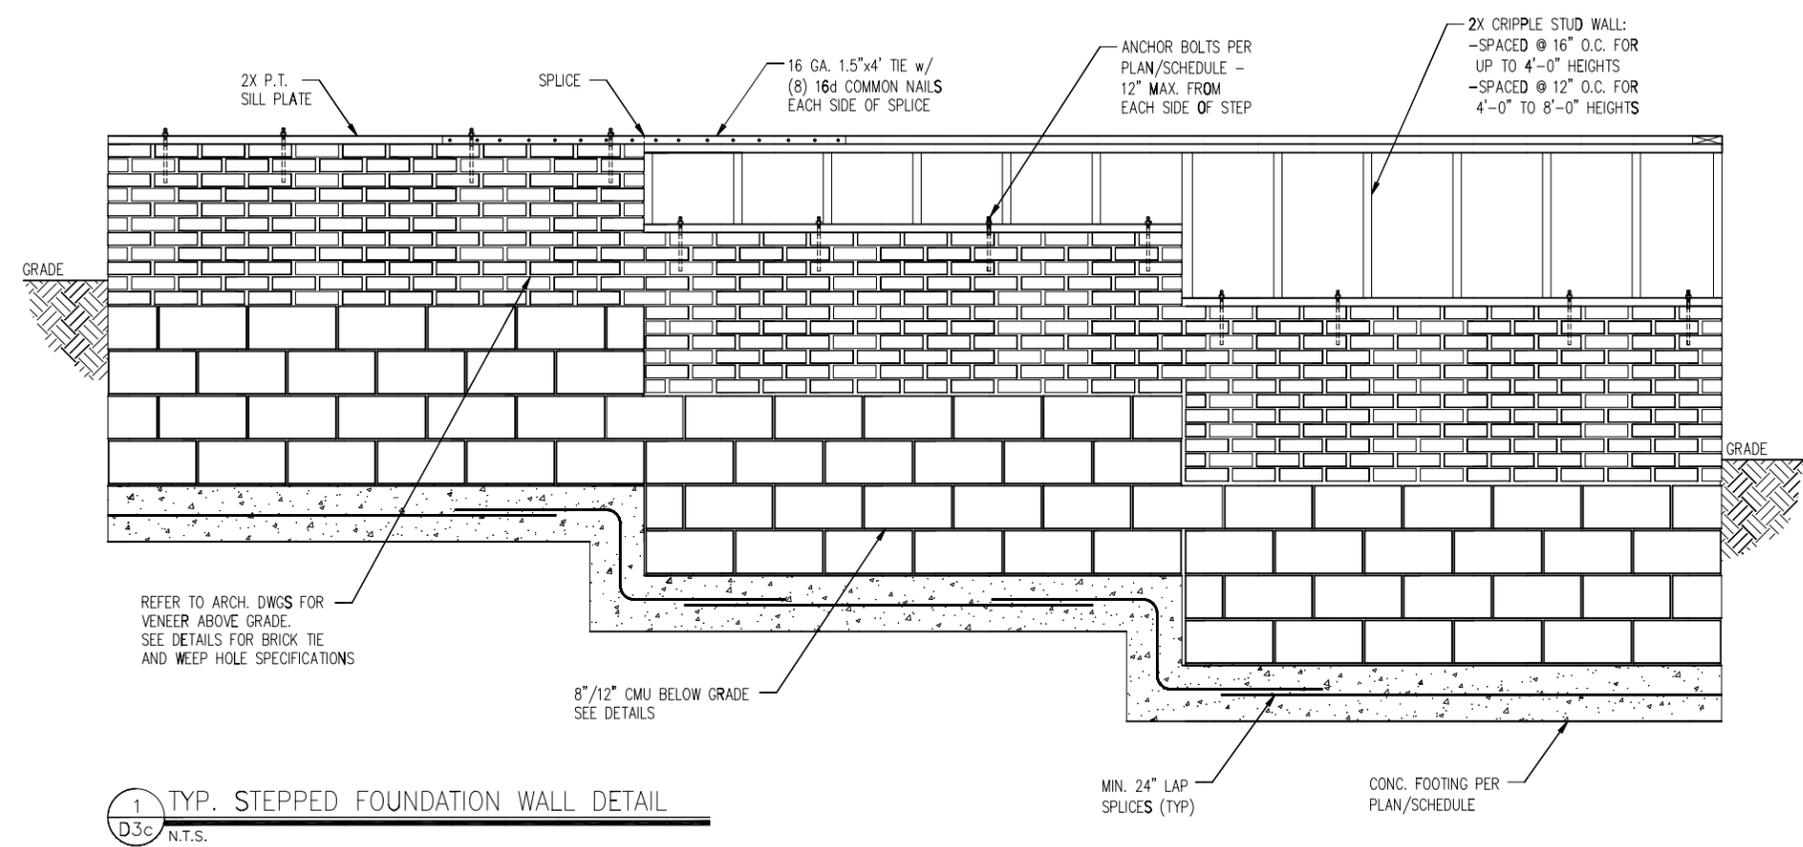 2X P.T.
SILL PLATE
SPLICE
16 GA. 1.5"x4' TIE w/
(8) 16d COMMON NAILS
EACH SIDE OF SPLICE
ANCHOR BOLTS PER
PLAN/SCHEDULE -
12" MAX. FROM
EACH SIDE OF STEP
2X CRIPPLE STUD WALL:
-SPACED @ 16" O.C. FOR
UP TO 4'-0" HEIGHTS
-SPACED @ 12" O.C. FOR
4'-0" TO 8'-0" HEIGHTS
GRADE
GRADE
REFER TO ARCH. DWGS FOR
VENEER ABOVE GRADE.
SEE DETAILS FOR BRICK TIE
AND WEEP HOLE SPECIFICATIONS
8"/12" CMU BELOW GRADE
SEE DETAILS
MIN. 24" LAP
SPLICES (TYP)
CONC. FOOTING PER
PLAN/SCHEDULE
1
D3c
TYP. STEPPED FOUNDATION WALL DETAIL
N.T.S.